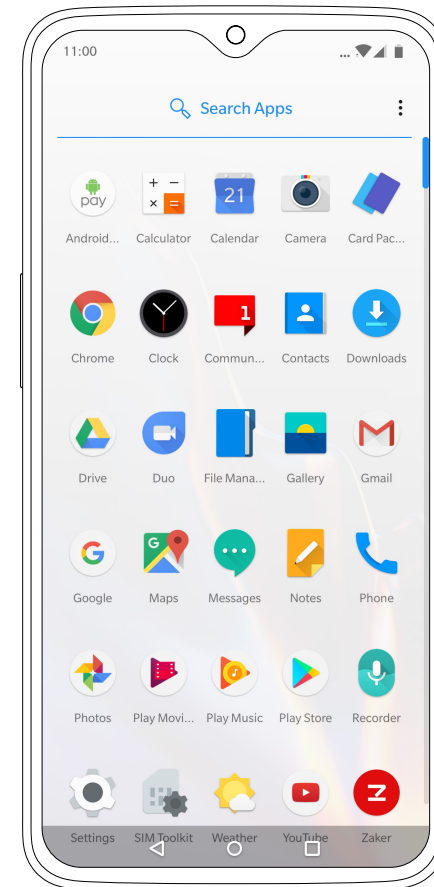 11:00 ...
Search Apps
pay + − × = 21
Android... Calculator Calendar Camera Card Pac...
1
Chrome Clock Commun... Contacts Downloads
Drive Duo File Mana... Gallery Gmail
G G
Google Maps Messages Notes Phone
Photos Play Movi... Play Music Play Store Recorder
Settings SIM Toolkit Weather YouTube Zaker